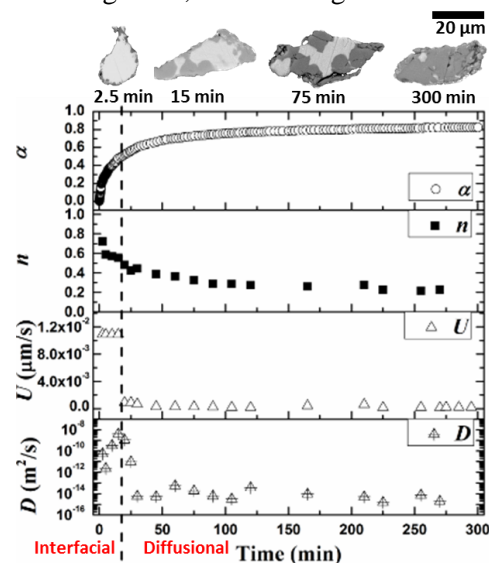 20 μm
2.5 min 15 min 75 min 300 min
α
1.0
0.8
0.6
0.4
0.2
0.0
α
n
1.0
0.8
0.6
0.4
0.2
0.0
n
U (μm/s)
1.2x10⁻²
8.0x10⁻³
4.0x10⁻³
0.0
U
D (m²/s)
10⁻⁸
10⁻¹⁰
10⁻¹²
10⁻¹⁴
10⁻¹⁶
D
0 50 100 150 200 250 300
Interfacial Diffusional Time (min)